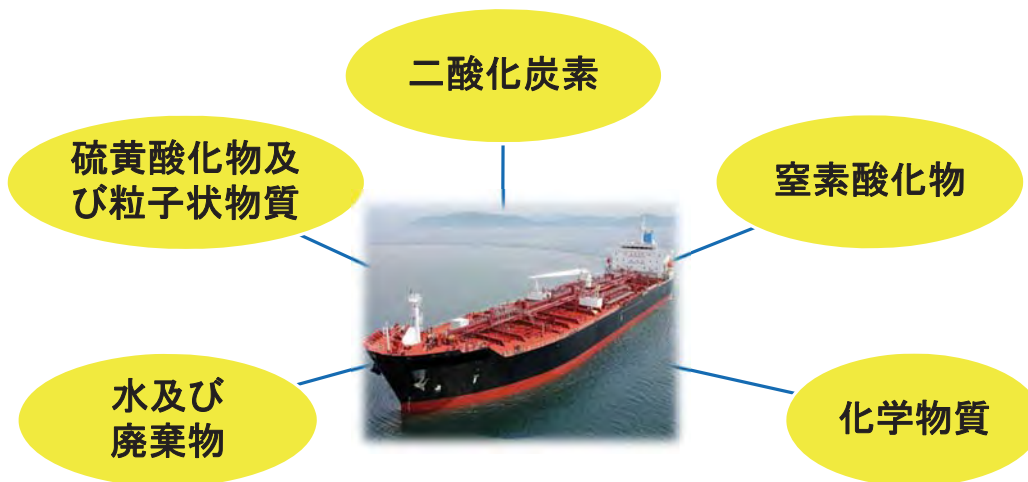 二酸化炭素
硫黄酸化物及
び粒子状物質
窒素酸化物
水及び
廃棄物
化学物質